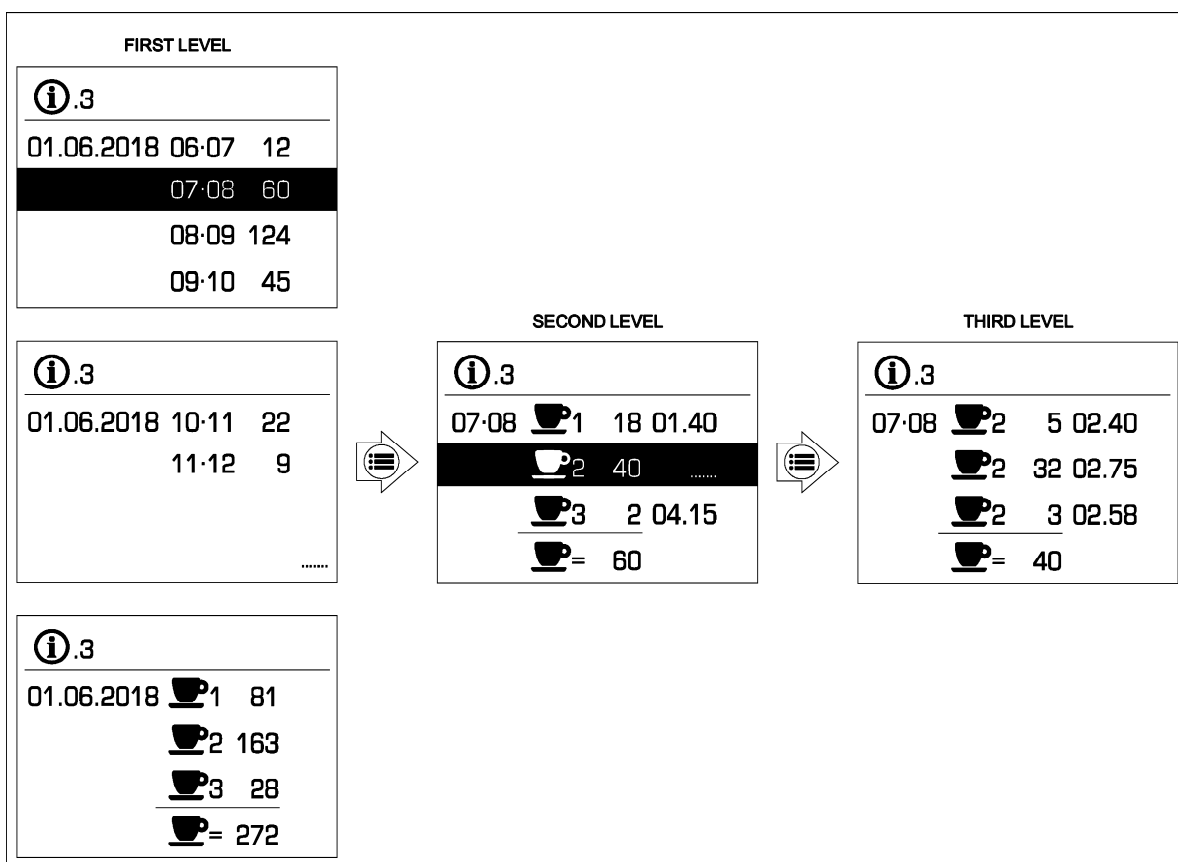 FIRST LEVEL
i.3
01.06.2018 06·07 12
07·08 60
08·09 124
09·10 45
i.3
01.06.2018 10·11 22
11·12 9
.......
i.3
01.06.2018 1 81
2 163
3 28
= 272
SECOND LEVEL
i.3
07·08 1 18 01.40
2 40 .......
3 2 04.15
= 60
THIRD LEVEL
i.3
07·08 2 5 02.40
2 32 02.75
2 3 02.58
= 40